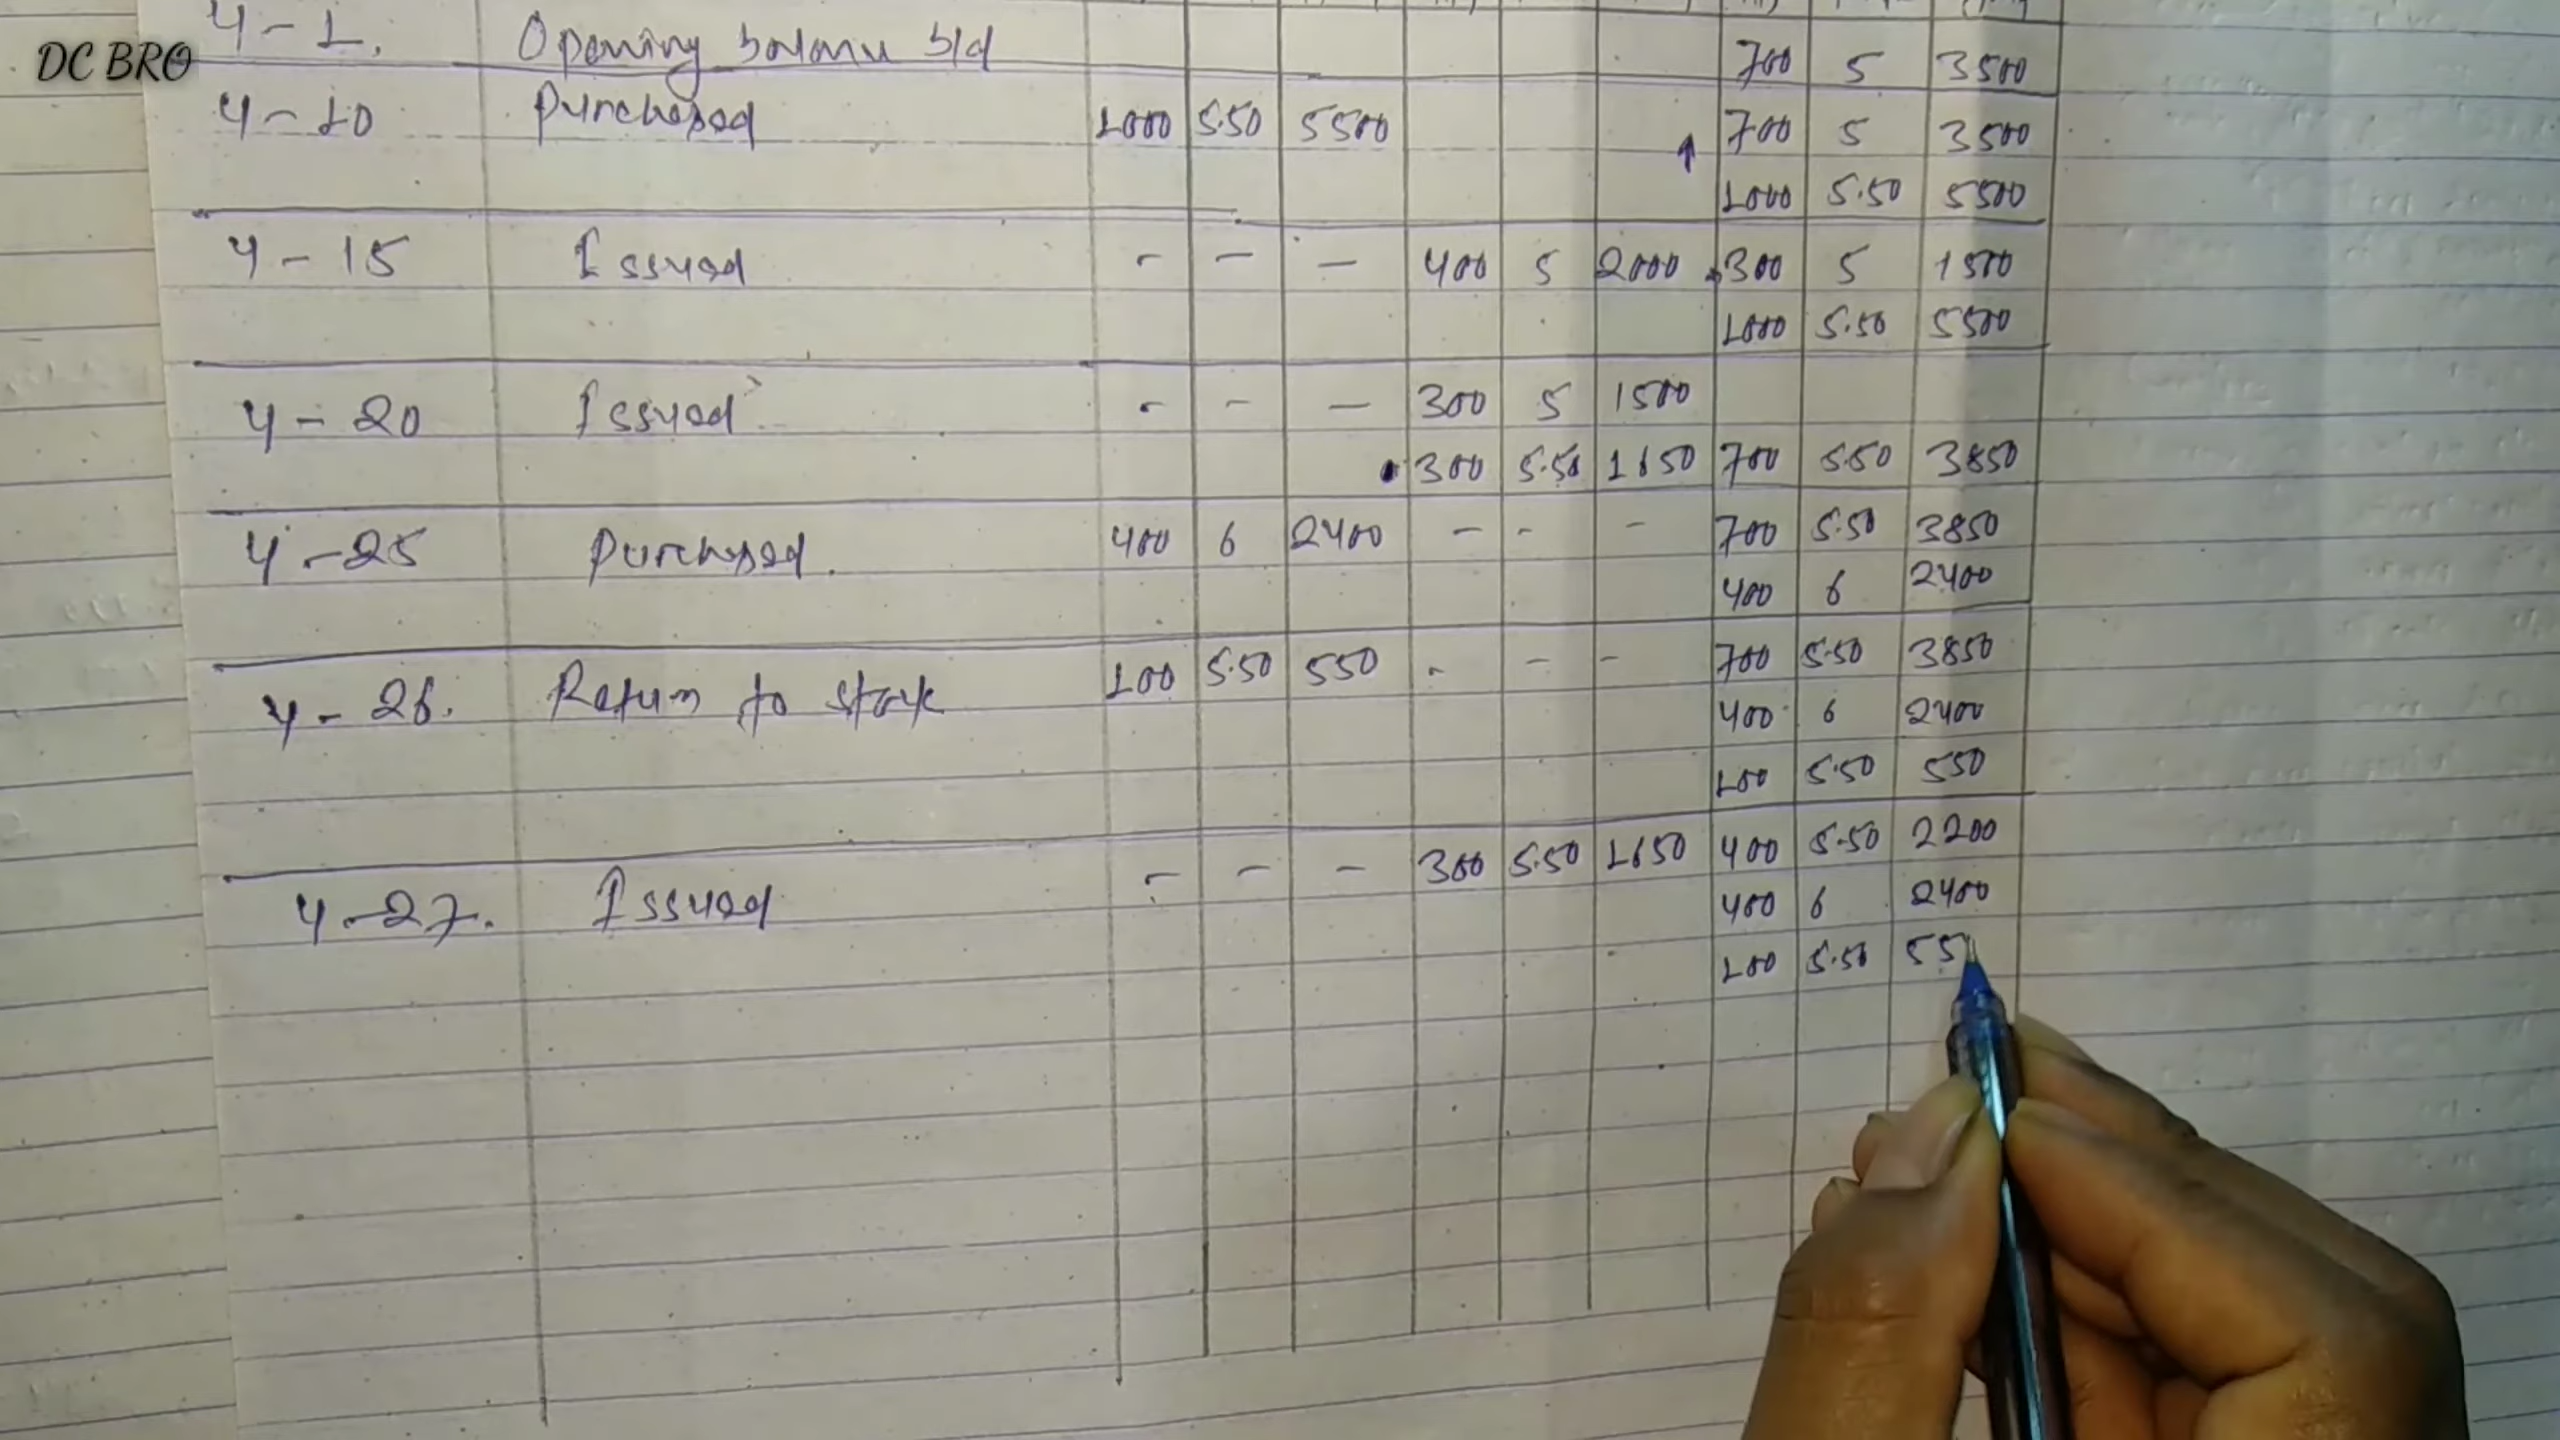 DC BRO
4-1. Opening balance b/d 700 5 3500
4-10 Purchased 1000 5.50 5500 700 5 3500
1000 5.50 5500
4-15 Issued - - - 400 5 2000 300 5 1500
1000 5.50 5500
4-20 Issued - - - 300 5 1500
300 5.50 1650 700 5.50 3850
4-25 Purchased. 400 6 2400 - - - 700 5.50 3850
400 6 2400
4-26. Return to stock 100 5.50 550 - - - 700 5.50 3850
400 6 2400
100 5.50 550
4-27. Issued - - - 300 5.50 1650 400 5.50 2200
400 6 2400
100 5.50 55